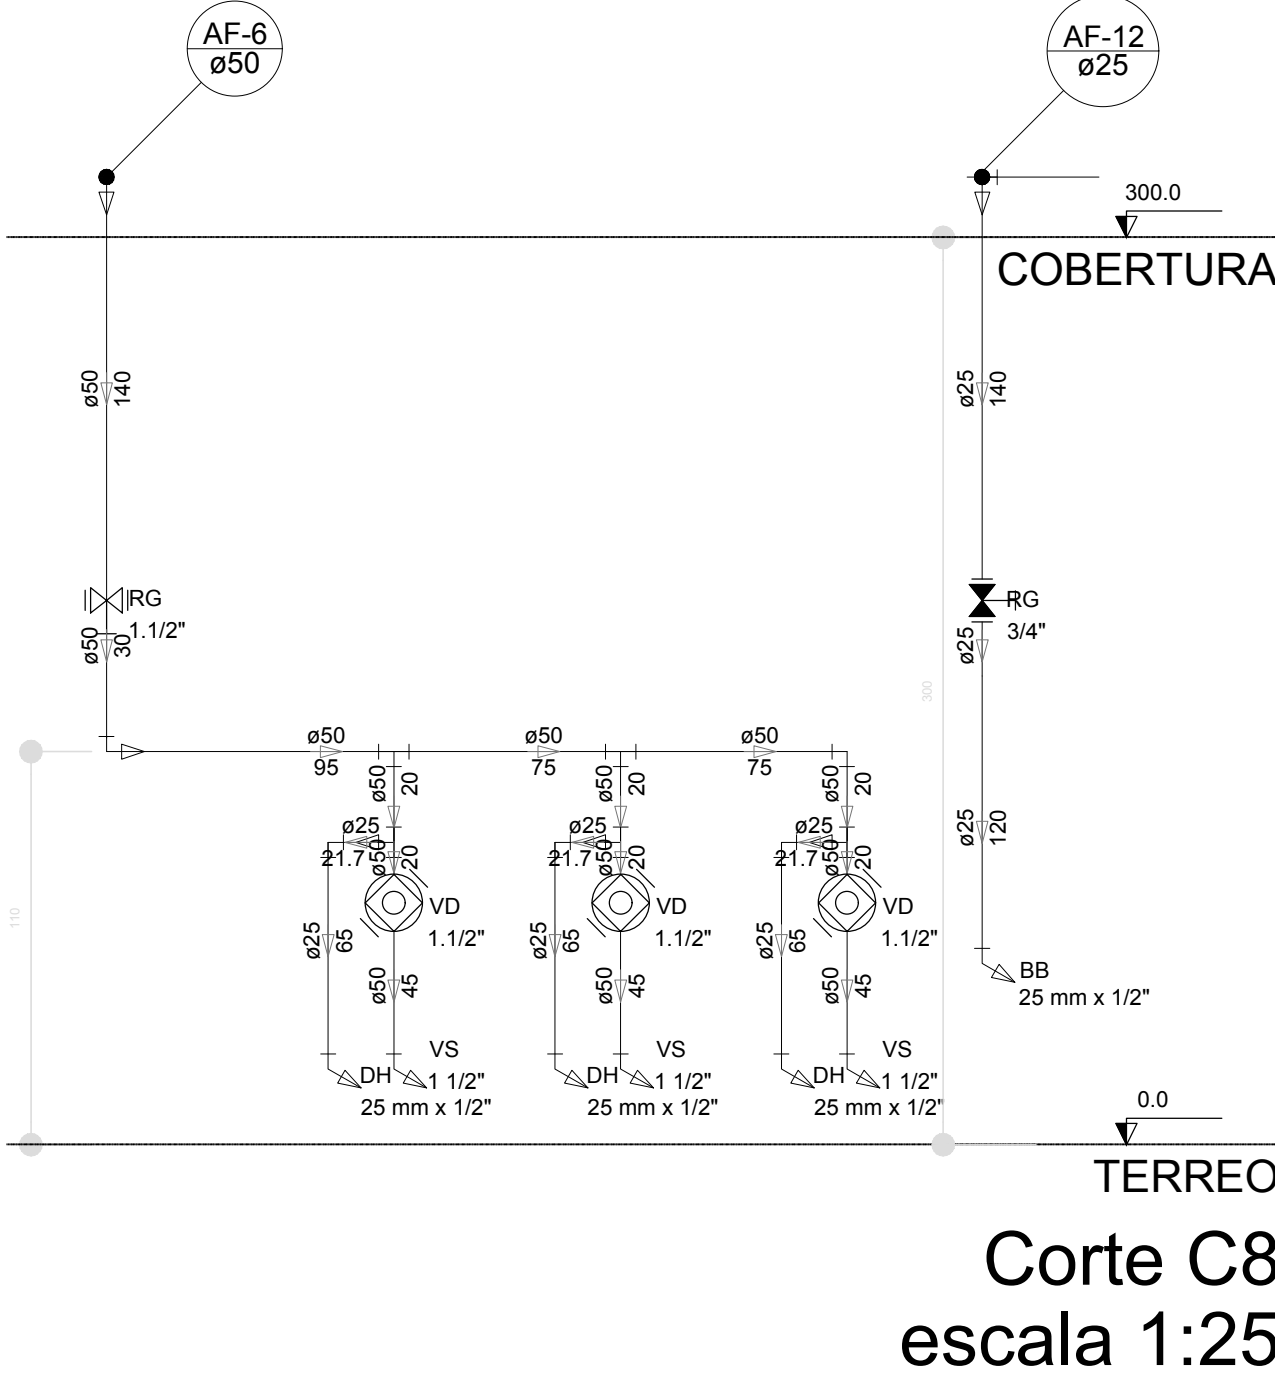 AF-6
ø50
AF-12
ø25
300.0
COBERTURA
ø50
140
ø25
140
RG
1.1/2"
ø50
30
RG
3/4"
ø25
300
ø50
95
ø50
75
ø50
75
ø50
20
ø50
20
ø50
20
ø25
21.7
ø50
20
ø25
21.7
ø50
20
ø25
21.7
ø50
20
ø25
120
110
VD
1.1/2"
VD
1.1/2"
VD
1.1/2"
ø25
65
ø50
45
ø25
65
ø50
45
ø25
65
ø50
45
BB
25 mm x 1/2"
VS
1 1/2"
DH
25 mm x 1/2"
VS
1 1/2"
DH
25 mm x 1/2"
VS
1 1/2"
DH
25 mm x 1/2"
0.0
TERREO
Corte C8
escala 1:25